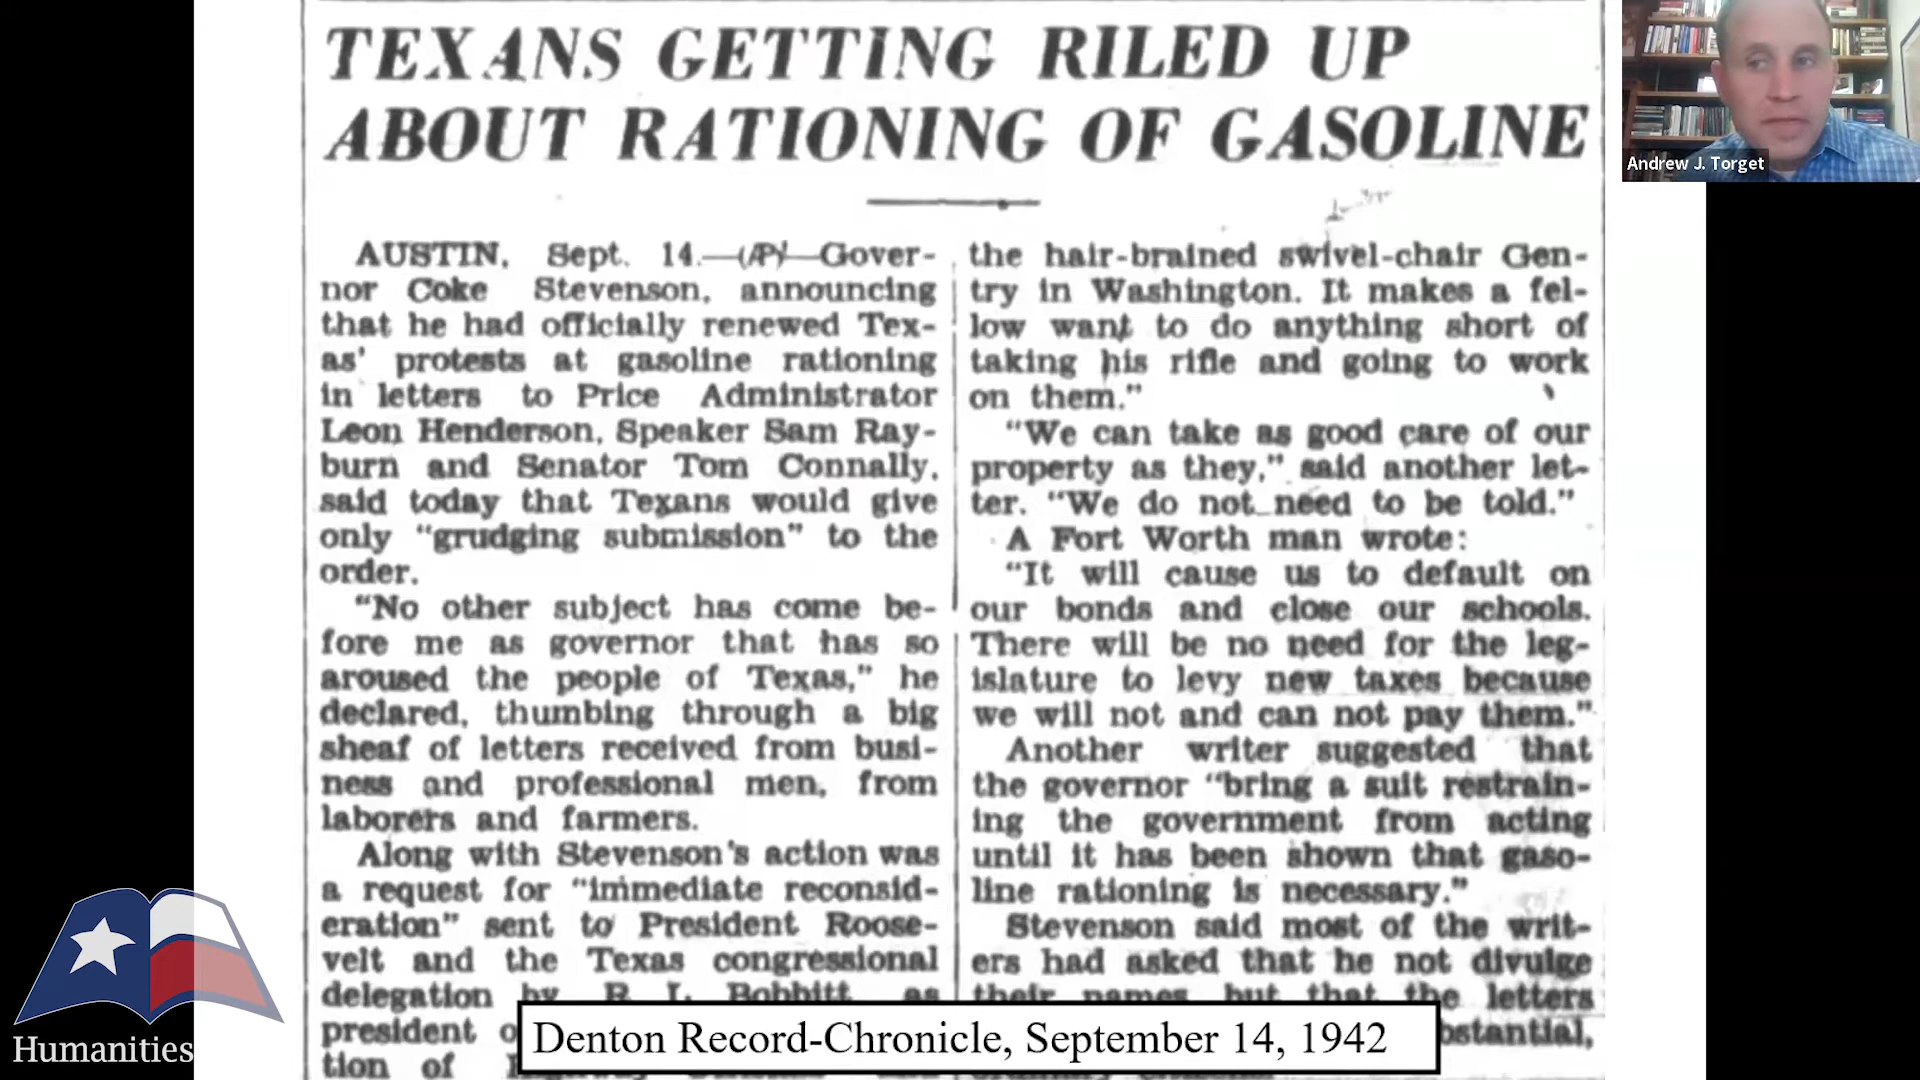 TEXANS GETTING RILED UP
ABOUT RATIONING OF GASOLINE
AUSTIN, Sept. 14.—(AP)—Gover-
nor Coke Stevenson, announcing
that he had officially renewed Tex-
as' protests at gasoline rationing
in letters to Price Administrator
Leon Henderson, Speaker Sam Ray-
burn and Senator Tom Connally,
said today that Texans would give
only "grudging submission" to the
order.
"No other subject has come be-
fore me as governor that has so
aroused the people of Texas," he
declared, thumbing through a big
sheaf of letters received from busi-
ness and professional men, from
laborers and farmers.
Along with Stevenson's action was
a request for "immediate reconsid-
eration" sent to President Roose-
velt and the Texas congressional
delegation by R. L. Bobbitt, as
president
tion of
the hair-brained swivel-chair Gen-
try in Washington. It makes a fel-
low want to do anything short of
taking his rifle and going to work
on them."
"We can take as good care of our
property as they," said another let-
ter. "We do not need to be told."
A Fort Worth man wrote:
"It will cause us to default on
our bonds and close our schools.
There will be no need for the leg-
islature to levy new taxes because
we will not and can not pay them."
Another writer suggested that
the governor "bring a suit restrain-
ing the government from acting
until it has been shown that gaso-
line rationing is necessary."
Stevenson said most of the writ-
ers had asked that he not divulge
their names, but that the letters
Denton Record-Chronicle, September 14, 1942
Andrew J. Torget
Humanities